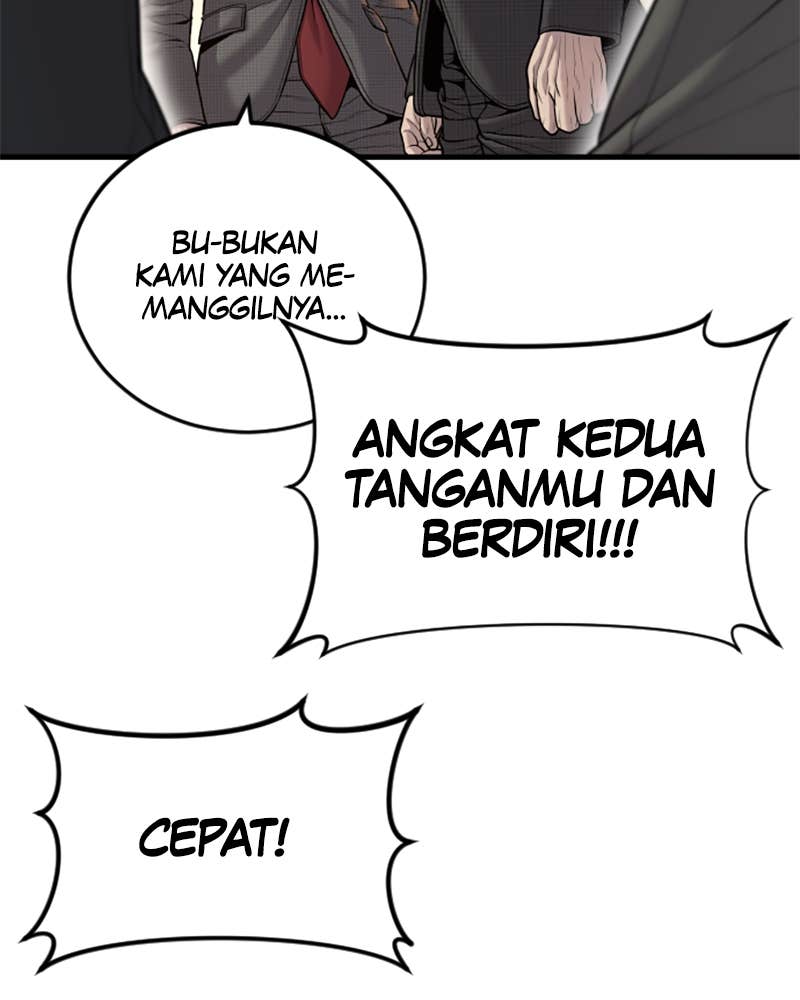 BU-BUKAN
KAMI YANG ME-
MANGGILNYA...
ANGKAT KEDUA
TANGANMU DAN
BERDIRI!!!
CEPAT!